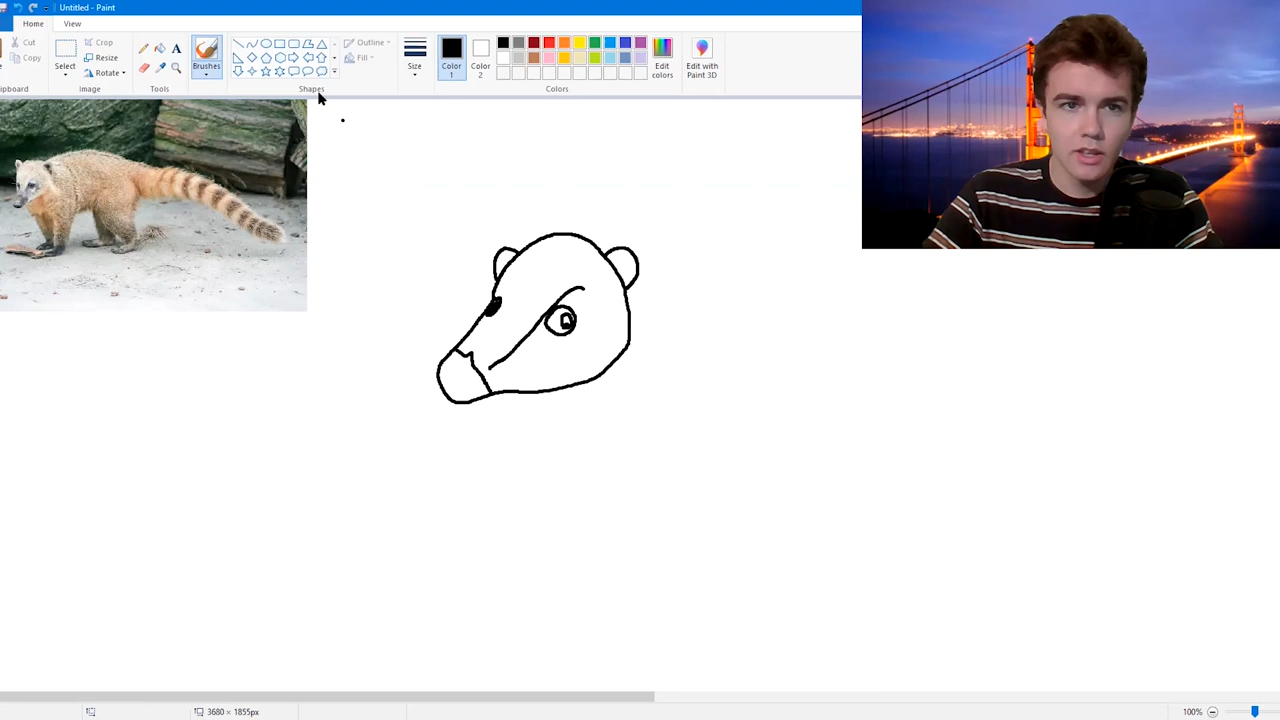 Untitled - Paint
Home View
Cut
Copy
ipboard
Select
Crop
Resize
Rotate
Image
A
Tools
Brushes
Outline
Fill
Shapes
Size
Color
1
Color
2
Edit
colors
Colors
Edit with
Paint 3D
3680 × 1855px
100%